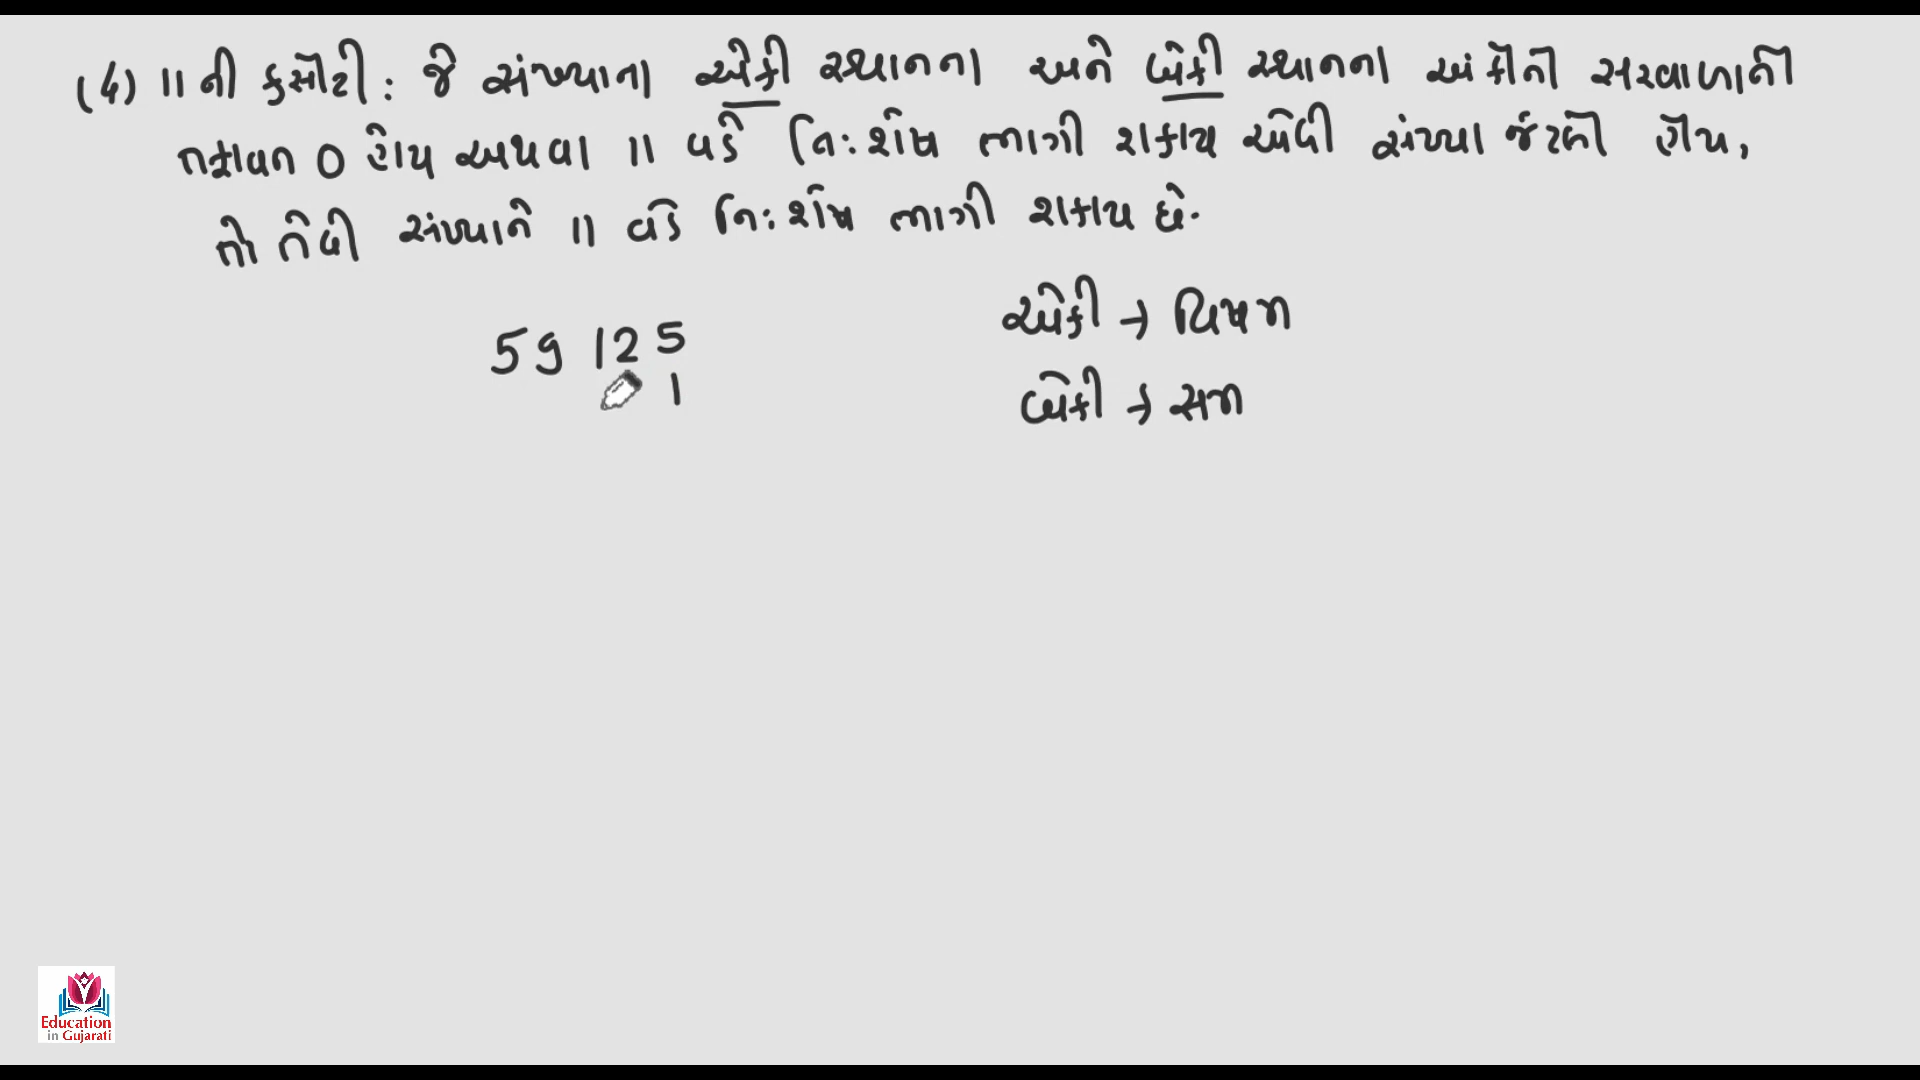 (4) 11 ની કસોટી : જે સંખ્યાના એકી સ્થાનના અને બેકી સ્થાનના અંકોની સરવાળાની
તફાવત 0 હોય અથવા 11 વડે નિ:શેષ ભાગી શકાય એવી સંખ્યા જેટલો હોય,
તો તેવી સંખ્યાને 11 વડે નિ:શેષ ભાગી શકાય છે.
59125
1
એકી → વિષમ
બેકી → સમ
Education
in Gujarati